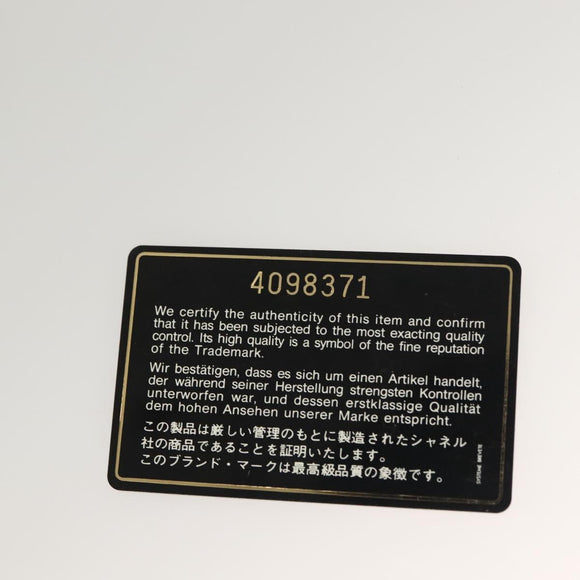 4098371
We certify the authenticity of this item and confirm
that it has been subjected to the most exacting quality
control. Its high quality is a symbol of the fine reputation
of the Trademark.
Wir bestätigen, dass es sich um einen Artikel handelt,
der während seiner Herstellung strengsten Kontrollen
unterworfen war, und dessen erstklassige Qualität
dem hohen Ansehen unserer Marke entspricht.
この製品は厳しい管理のもとに製造されたシャネル
社の商品であることを証明いたします。
このブランド・マークは最高級品質の象徴です。
SYSTEME BREVETE